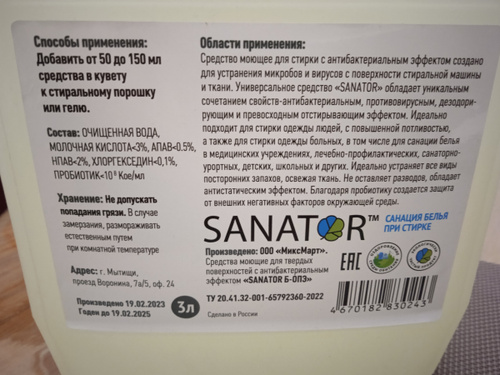 Способы применения:
Добавить от 50 до 150 мл
средства в кувету
к стиральному порошку
или гелю.
Состав: ОЧИЩЕННАЯ ВОДА,
МОЛОЧНАЯ КИСЛОТА<3%, АПАВ<0.5%,
НПАВ<2%, ХЛОРГЕКСЕДИН<0,1%,
ПРОБИОТИК<10⁸ Кое/мл
Хранение: Не допускать
попадания грязи. В случае
замерзания, размораживать
естественным путем
при комнатной температуре
Адрес: г. Мытищи,
проезд Воронина, 7а/5, оф. 24
Произведено 19.02.2023
Годен до 19.02.2025
3л
Области применения:
Средство моющее для стирки с антибактериальным эффектом создано
для устранения микробов и вирусов с поверхности стиральной машины
и ткани. Универсальное средство «SANATOR» обладает уникальным
сочетанием свойств-антибактериальным, противовирусным, дезодори-
рующим и превосходным отстирывающим эффектом. Идеально
подходит для стирки одежды людей, с повышенной потливостью,
а также для стирки одежды больных, в том числе для санации белья
в медицинских учреждениях, лечебно-профилактических, санаторно-
курортных, детских, школьных и других. Идеально устраняет все виды
посторонних запахов, освежая ткань. Не оставляет разводов, обладает
антистатическим эффектом. Благодаря пробиотику создается защита
от внешних негативных факторов окружающей среды.
SANATOR™
САНАЦИЯ БЕЛЬЯ
ПРИ СТИРКЕ
Произведено: ООО «МиксМарт».
Средства моющие для твердых
поверхностей с антибактериальным
эффектом «SANATOR Б-ОПЗ»
EAC
ТУ 20.41.32-001-65792360-2022
Сделано в России
4670182830243